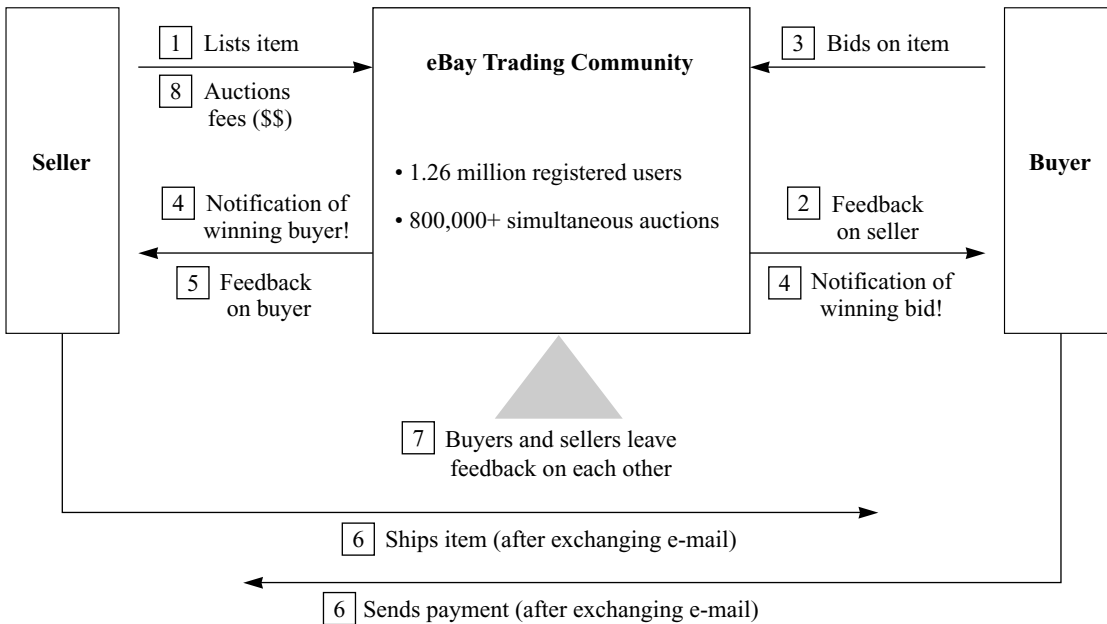 1 Lists item
8 Auctions
fees ($$)
Seller
4 Notification of
winning buyer!
5 Feedback
on buyer
eBay Trading Community
• 1.26 million registered users
• 800,000+ simultaneous auctions
3 Bids on item
Buyer
2 Feedback
on seller
4 Notification of
winning bid!
7 Buyers and sellers leave
feedback on each other
6 Ships item (after exchanging e-mail)
6 Sends payment (after exchanging e-mail)